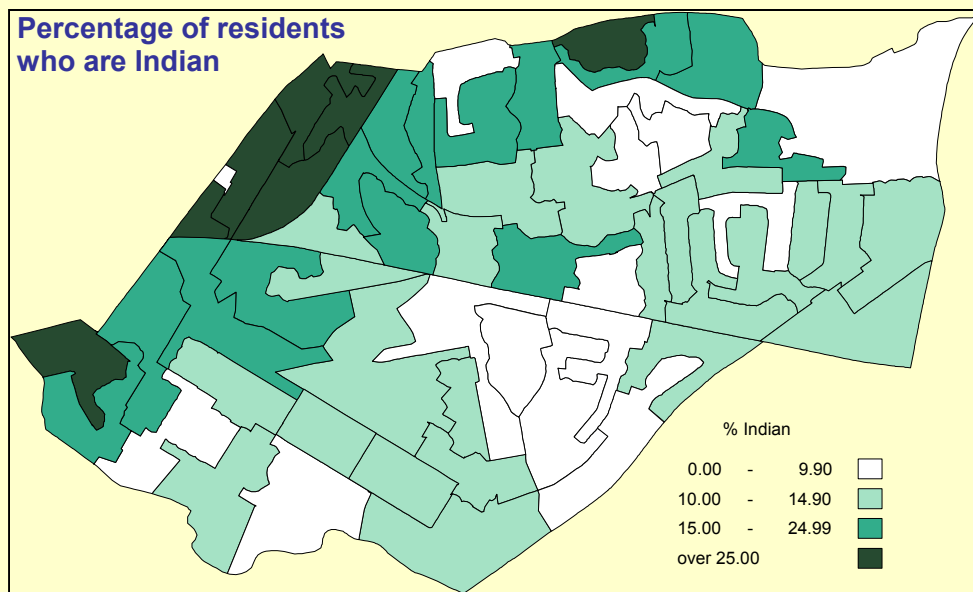 Percentage of residents
who are Indian
% Indian
0.00 - 9.90
10.00 - 14.90
15.00 - 24.99
over 25.00